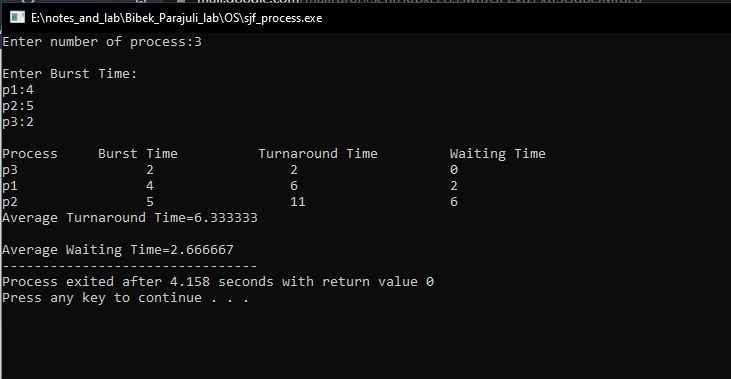 E:\notes_and_lab\Bibek_Parajuli_lab\OS\sjf_process.exe
Enter number of process:3
Enter Burst Time:
p1:4
p2:5
p3:2
Process Burst Time Turnaround Time Waiting Time
p3 2 2 0
p1 4 6 2
p2 5 11 6
Average Turnaround Time=6.333333
Average Waiting Time=2.666667
--------------------------------
Process exited after 4.158 seconds with return value 0
Press any key to continue . . .